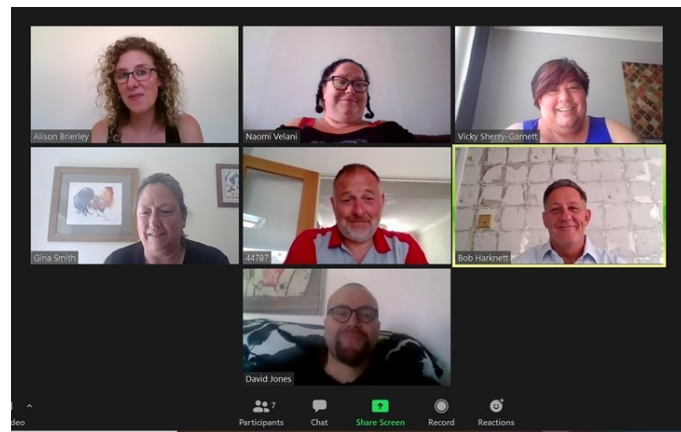 Alison Brierley
Naomi Velani
Vicky Sherry-Garnett
Gina Smith
44787
Bob Harknett
David Jones
deo
7
Participants
Chat
Share Screen
Record
Reactions